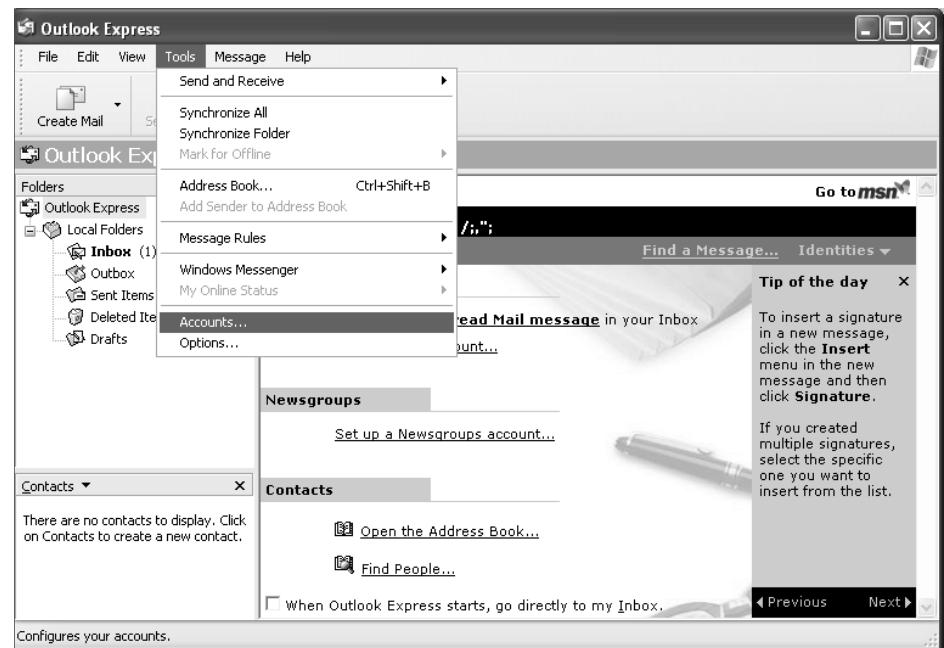 Outlook Express
File Edit View Tools Message Help
Send and Receive
Synchronize All
Synchronize Folder
Mark for Offline
Address Book... Ctrl+Shift+B
Add Sender to Address Book
Message Rules
Windows Messenger
My Online Status
Accounts...
Options...
Create Mail
Outlook Ex
Folders
Outlook Express
Local Folders
Inbox (1)
Outbox
Sent Items
Deleted Ite
Drafts
Contacts
There are no contacts to display. Click
on Contacts to create a new contact.
Go to msn
/;,";
Find a Message... Identities
read Mail message in your Inbox
unt...
Newsgroups
Set up a Newsgroups account...
Contacts
Open the Address Book...
Find People...
When Outlook Express starts, go directly to my Inbox.
Tip of the day
To insert a signature
in a new message,
click the Insert
menu in the new
message and then
click Signature.
If you created
multiple signatures,
select the specific
one you want to
insert from the list.
Previous Next
Configures your accounts.